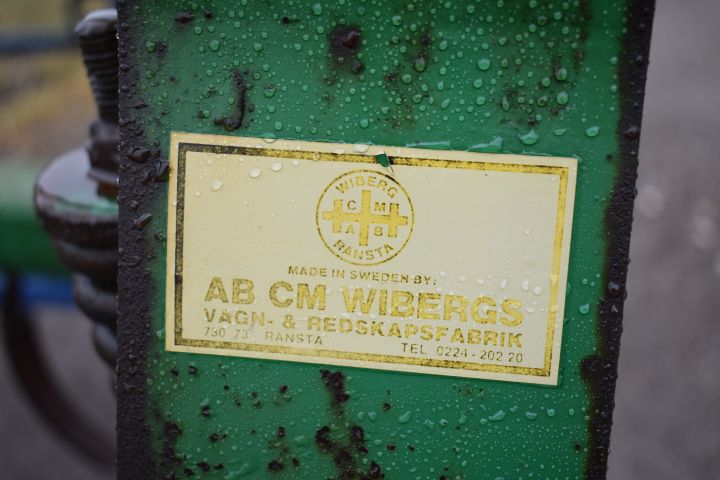 WIBERG
C M
A B
RANSTA
MADE IN SWEDEN BY:
AB CM WIBERGS
VAGN- & REDSKAPSFABRIK
730 73 RANSTA TEL. 0224 - 202 20